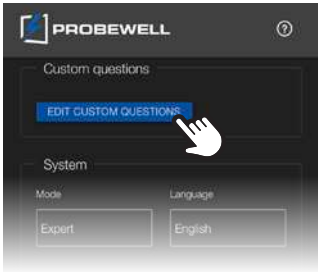 PROBEWELL ?
Custom questions
EDIT CUSTOM QUESTIONS
System
Mode Language
Expert English